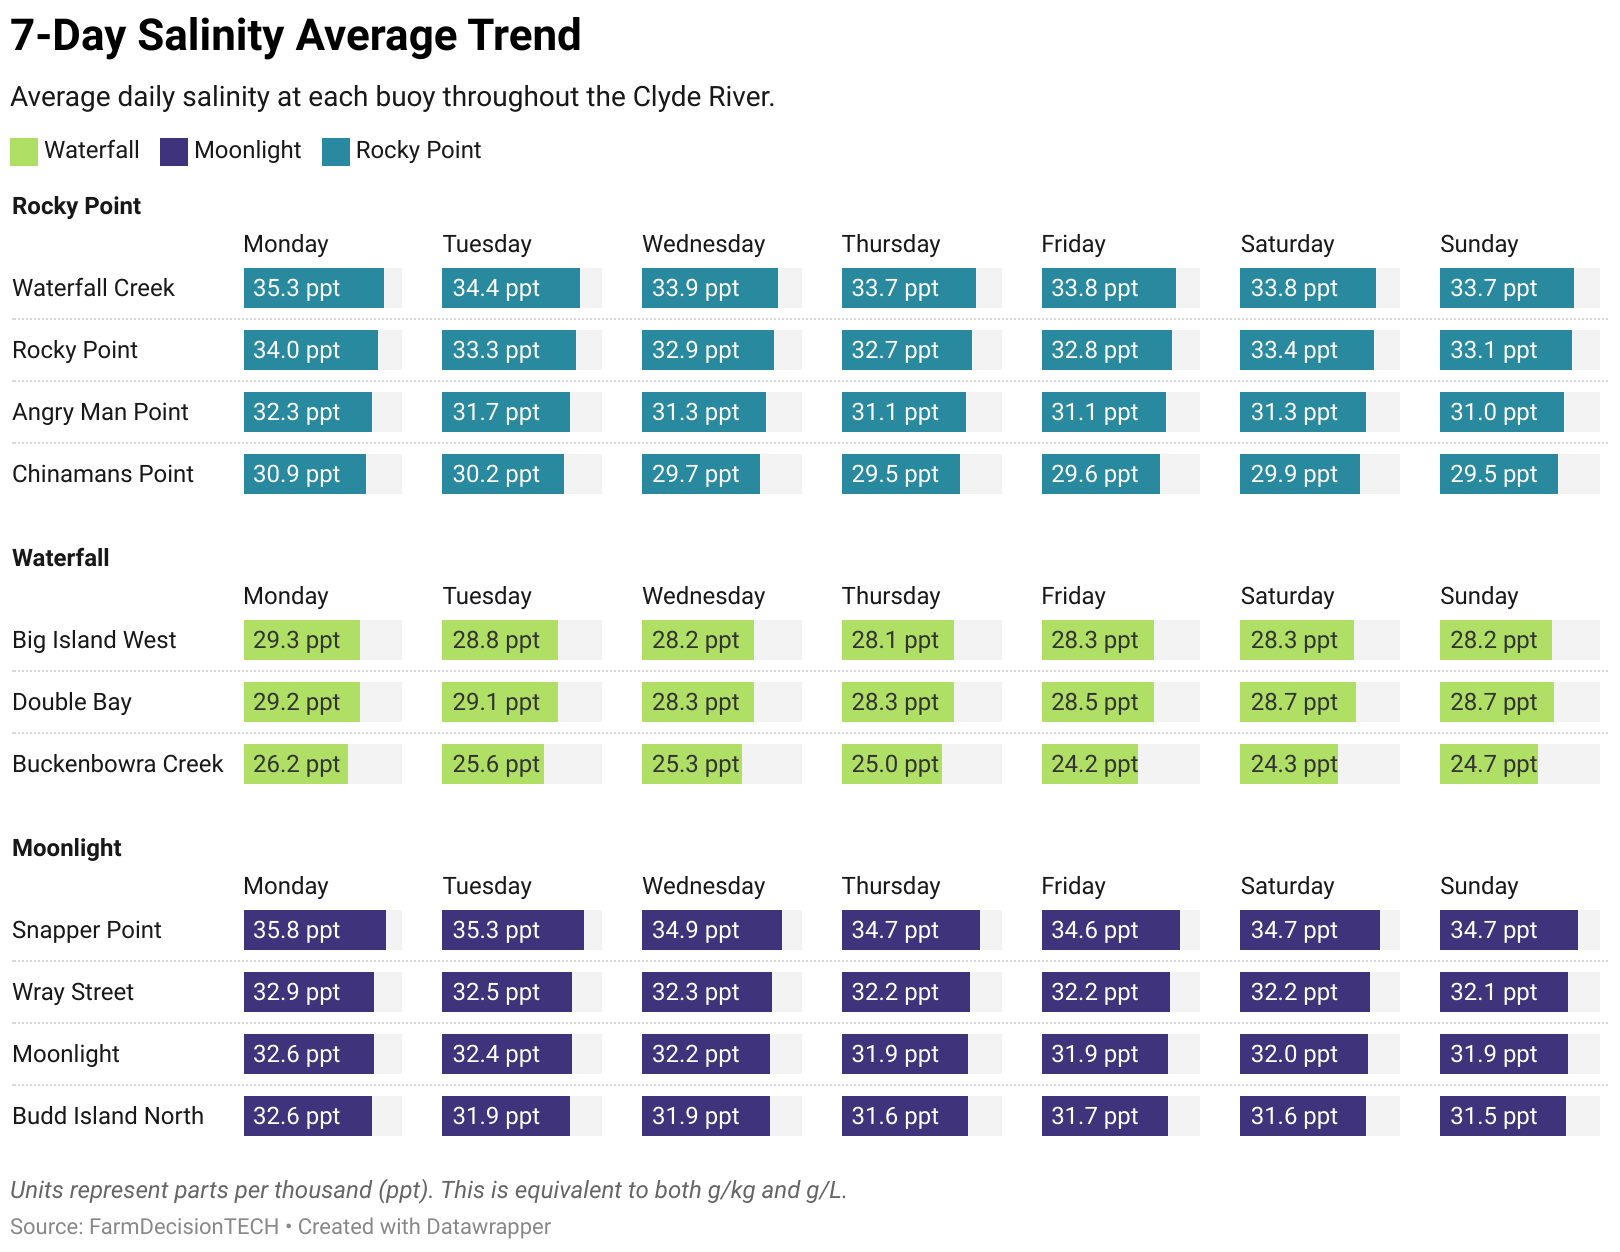 7-Day Salinity Average Trend
Average daily salinity at each buoy throughout the Clyde River.
Waterfall Moonlight Rocky Point
Rocky Point
Monday Tuesday Wednesday Thursday Friday Saturday Sunday
Waterfall Creek 35.3 ppt 34.4 ppt 33.9 ppt 33.7 ppt 33.8 ppt 33.8 ppt 33.7 ppt
Rocky Point 34.0 ppt 33.3 ppt 32.9 ppt 32.7 ppt 32.8 ppt 33.4 ppt 33.1 ppt
Angry Man Point 32.3 ppt 31.7 ppt 31.3 ppt 31.1 ppt 31.1 ppt 31.3 ppt 31.0 ppt
Chinamans Point 30.9 ppt 30.2 ppt 29.7 ppt 29.5 ppt 29.6 ppt 29.9 ppt 29.5 ppt
Waterfall
Monday Tuesday Wednesday Thursday Friday Saturday Sunday
Big Island West 29.3 ppt 28.8 ppt 28.2 ppt 28.1 ppt 28.3 ppt 28.3 ppt 28.2 ppt
Double Bay 29.2 ppt 29.1 ppt 28.3 ppt 28.3 ppt 28.5 ppt 28.7 ppt 28.7 ppt
Buckenbowra Creek 26.2 ppt 25.6 ppt 25.3 ppt 25.0 ppt 24.2 ppt 24.3 ppt 24.7 ppt
Moonlight
Monday Tuesday Wednesday Thursday Friday Saturday Sunday
Snapper Point 35.8 ppt 35.3 ppt 34.9 ppt 34.7 ppt 34.6 ppt 34.7 ppt 34.7 ppt
Wray Street 32.9 ppt 32.5 ppt 32.3 ppt 32.2 ppt 32.2 ppt 32.2 ppt 32.1 ppt
Moonlight 32.6 ppt 32.4 ppt 32.2 ppt 31.9 ppt 31.9 ppt 32.0 ppt 31.9 ppt
Budd Island North 32.6 ppt 31.9 ppt 31.9 ppt 31.6 ppt 31.7 ppt 31.6 ppt 31.5 ppt
Units represent parts per thousand (ppt). This is equivalent to both g/kg and g/L.
Source: FarmDecisionTECH • Created with Datawrapper